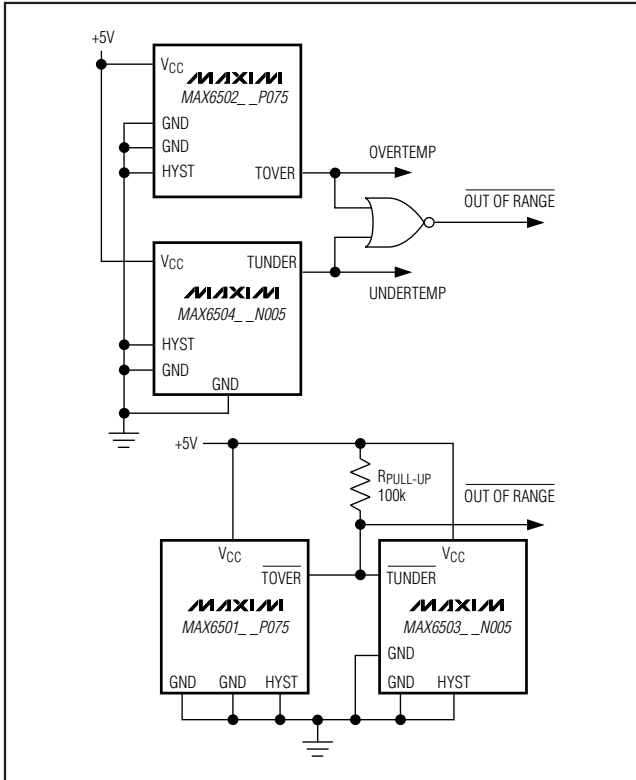 +5V
VCC
MAXIM
MAX6502_ _P075
GND
GND
HYST
TOVER
OVERTEMP
OUT OF RANGE
VCC
TUNDER
MAXIM
MAX6504_ _N005
UNDERTEMP
HYST
GND
GND
+5V
RPULL-UP
100k
OUT OF RANGE
VCC
TOVER
MAXIM
MAX6501_ _P075
GND
GND
HYST
VCC
TUNDER
MAXIM
MAX6503_ _N005
GND
GND
HYST